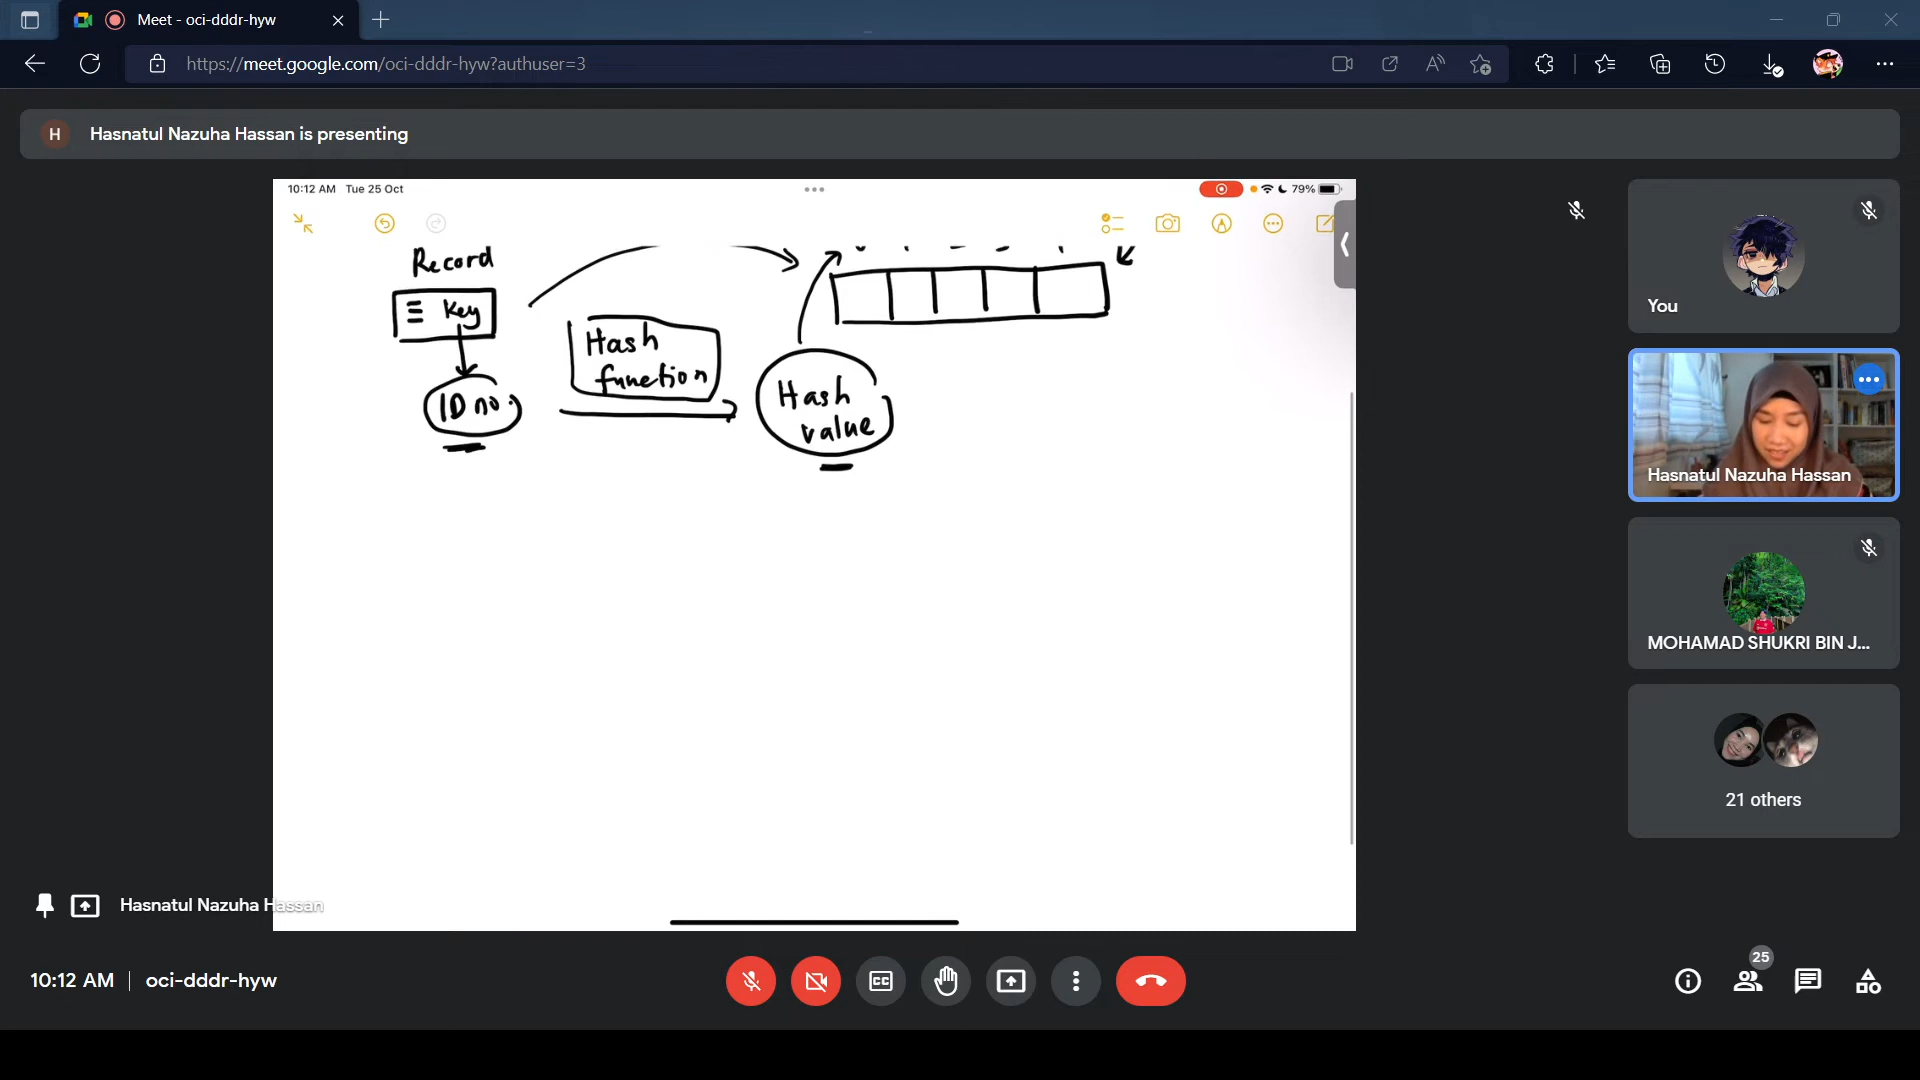 Meet - oci-dddr-hyw
https://meet.google.com/oci-dddr-hyw?authuser=3
H
Hasnatul Nazuha Hassan is presenting
10:12 AM Tue 25 Oct
79%
Record
Key
ID no.
Hash
function
Hash
value
You
Hasnatul Nazuha Hassan
MOHAMAD SHUKRI BIN J...
21 others
Hasnatul Nazuha Hassan
10:12 AM
oci-dddr-hyw
CC
25